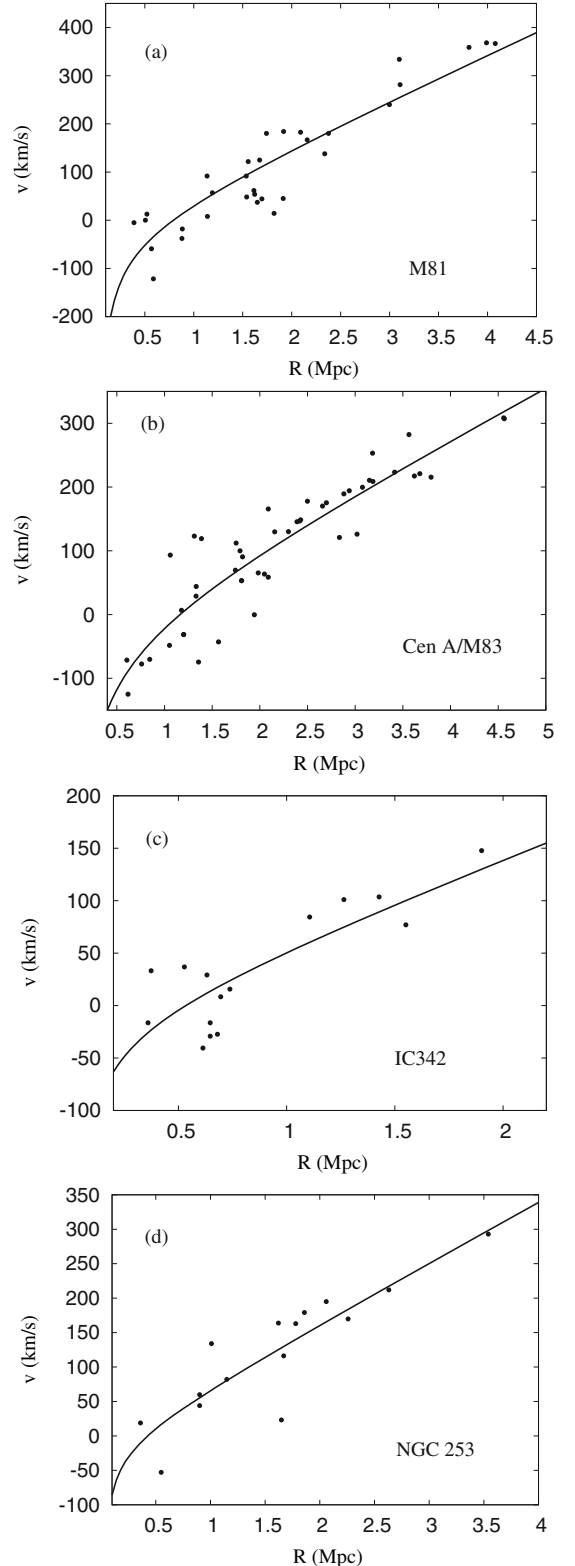 (a)
400
300
200
100
0
-100
-200
v (km/s)
M81
0.5 1 1.5 2 2.5 3 3.5 4 4.5
R (Mpc)
(b)
300
200
100
0
-100
v (km/s)
Cen A/M83
0.5 1 1.5 2 2.5 3 3.5 4 4.5 5
R (Mpc)
(c)
200
150
100
50
0
-50
-100
v (km/s)
IC342
0.5 1 1.5 2
R (Mpc)
(d)
350
300
250
200
150
100
50
0
-50
-100
v (km/s)
NGC 253
0.5 1 1.5 2 2.5 3 3.5 4
R (Mpc)